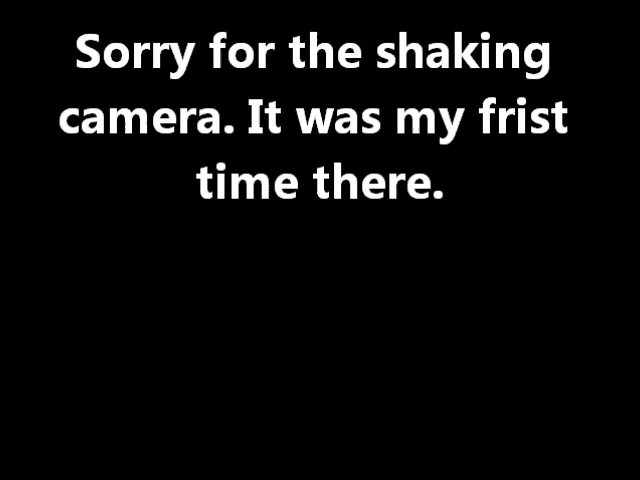 Sorry for the shaking
camera. It was my frist
time there.